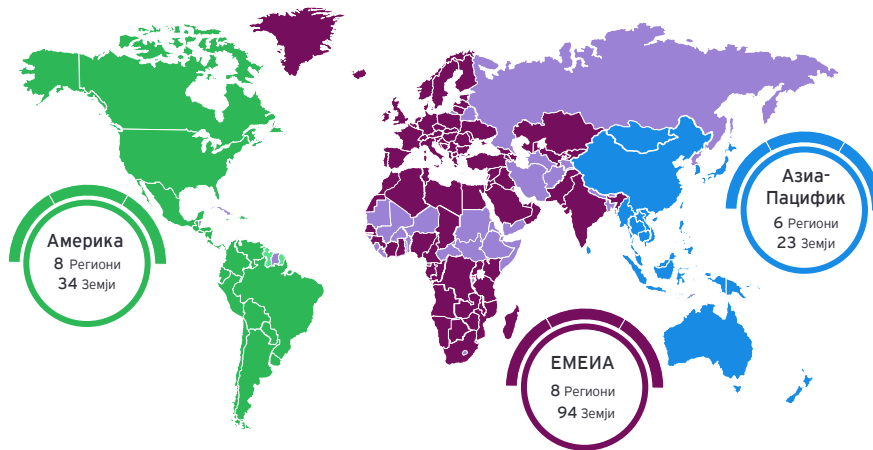 Америка
8 Региони
34 Земји
Азиа-
Пацифик
6 Региони
23 Земји
ЕМЕИА
8 Региони
94 Земји